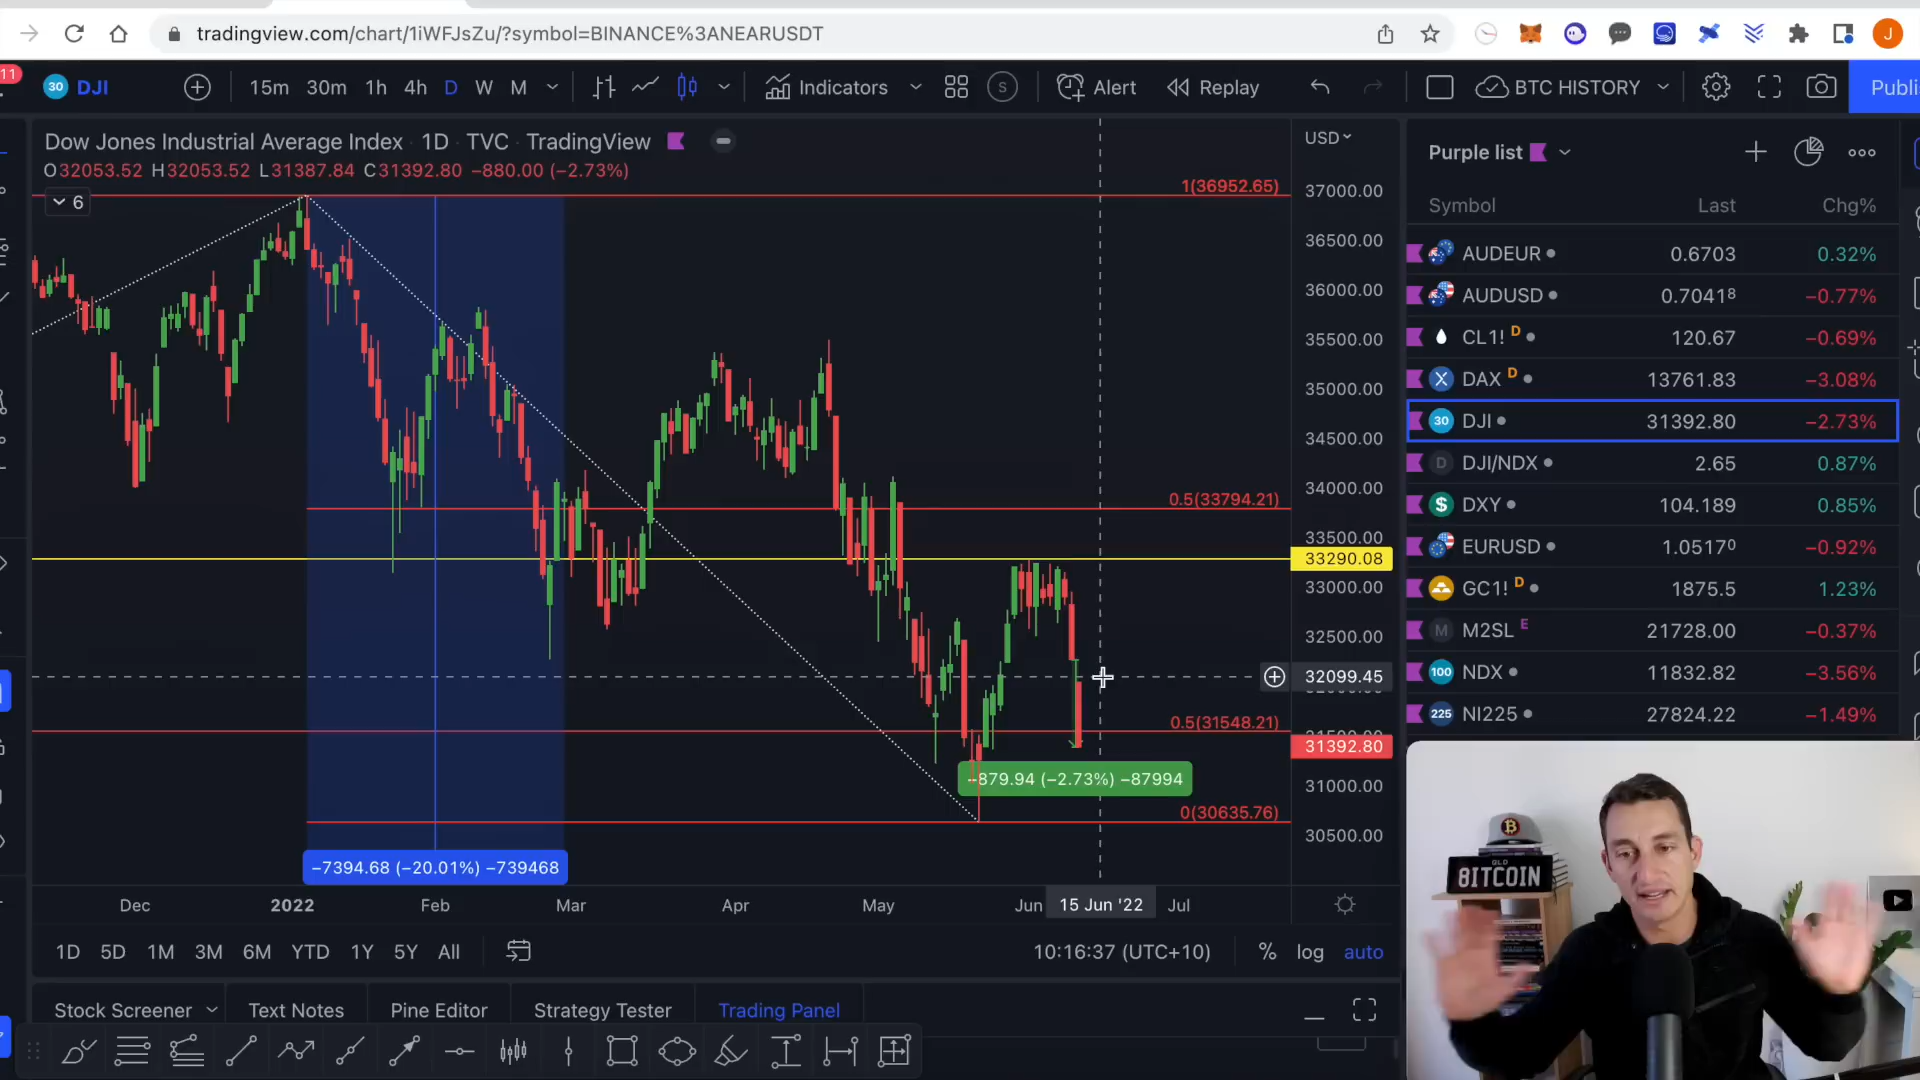 tradingview.com/chart/1iWFJsZu/?symbol=BINANCE%3ANEARUSDT
J
11
30 DJI
15m 30m 1h 4h D W M
Indicators
S
Alert
Replay
BTC HISTORY
Dow Jones Industrial Average Index · 1D · TVC · TradingView
O32053.52 H32053.52 L31387.84 C31392.80 −880.00 (−2.73%)
6
USD
37000.00
36500.00
36000.00
35500.00
35000.00
34500.00
34000.00
33500.00
33290.08
33000.00
32500.00
32099.45
31392.80
31000.00
30500.00
1(36952.65)
0.5(33794.21)
0.5(31548.21)
0(30635.76)
−879.94 (−2.73%) −87994
−7394.68 (−20.01%) −739468
Dec 2022 Feb Mar Apr May Jun 15 Jun '22 Jul
1D 5D 1M 3M 6M YTD 1Y 5Y All
10:16:37 (UTC+10) % log auto
Stock Screener Text Notes Pine Editor Strategy Tester Trading Panel
Purple list
Symbol Last Chg%
AUDEUR 0.6703 0.32%
AUDUSD 0.70418 −0.77%
CL1! D 120.67 −0.69%
DAX D 13761.83 −3.08%
30 DJI 31392.80 −2.73%
D DJI/NDX 2.65 0.87%
$ DXY 104.189 0.85%
EURUSD 1.05170 −0.92%
GC1! D 1875.5 1.23%
M M2SL E 21728.00 −0.37%
100 NDX 11832.82 −3.56%
225 NI225 27824.22 −1.49%
QLD
8ITCOIN